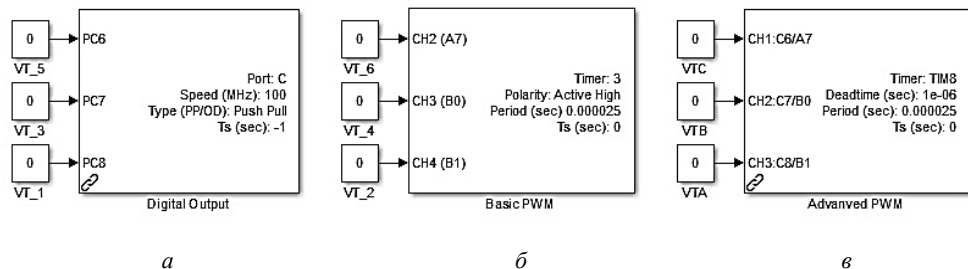 0
VT_5
0
VT_3
0
VT_1
PC6
PC7
PC8
Port: C
Speed (MHz): 100
Type (PP/OD): Push Pull
Ts (sec): -1
Digital Output
а
0
VT_6
0
VT_4
0
VT_2
CH2 (A7)
CH3 (B0)
CH4 (B1)
Timer: 3
Polarity: Active High
Period (sec) 0.000025
Ts (sec): 0
Basic PWM
б
0
VTC
0
VTB
0
VTA
CH1:C6/A7
CH2:C7/B0
CH3:C8/B1
Timer: TIM8
Deadtime (sec): 1e-06
Period (sec): 0.000025
Ts (sec): 0
Advanved PWM
в